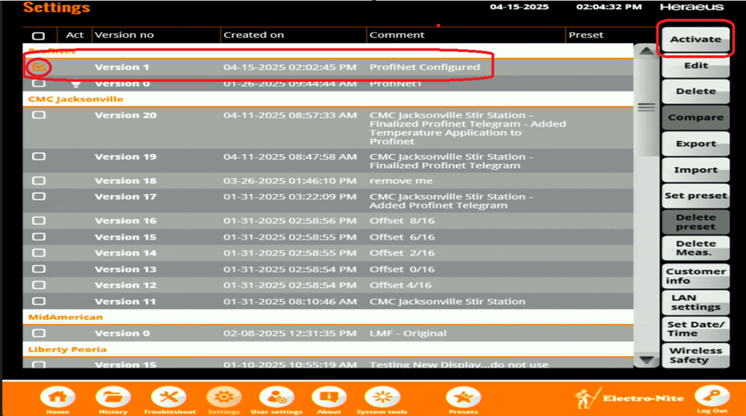 Settings
04-15-2025 02:04:32 PM Heraeus
Act Version no Created on Comment Preset
ProfiNet
Version 1 04-15-2025 02:02:45 PM ProfiNet Configured
Version 0 01-26-2025 09:44:44 AM ProfiNet1
CMC Jacksonville
Version 20 04-11-2025 08:57:33 AM CMC Jacksonville Stir Station -
Finalized Profinet Telegram - Added
Temperature Application to
Profinet
Version 19 04-11-2025 08:47:58 AM CMC Jacksonville Stir Station -
Finalized Profinet Telegram
Version 18 03-26-2025 01:46:10 PM remove me
Version 17 01-31-2025 03:22:09 PM CMC Jacksonville Stir Station -
Added Profinet Telegram
Version 16 01-31-2025 02:58:56 PM Offset 8/16
Version 15 01-31-2025 02:58:55 PM Offset 6/16
Version 14 01-31-2025 02:58:55 PM Offset 2/16
Version 13 01-31-2025 02:58:54 PM Offset 0/16
Version 12 01-31-2025 02:58:54 PM Offset 4/16
Version 11 01-31-2025 08:10:46 AM CMC Jacksonville Stir Station
MidAmerican
Version 0 02-08-2025 12:31:35 PM LMF - Original
Liberty Peoria
Version 15 01-10-2025 10:55:19 AM Testing New Display...do not use
Activate
Edit
Delete
Compare
Export
Import
Set preset
Delete
preset
Delete
Meas.
Customer
info
LAN
settings
Set Date/
Time
Wireless
Safety
Home History Troubleshoot Settings User settings About System tools Presets Electro-Nite Log Out